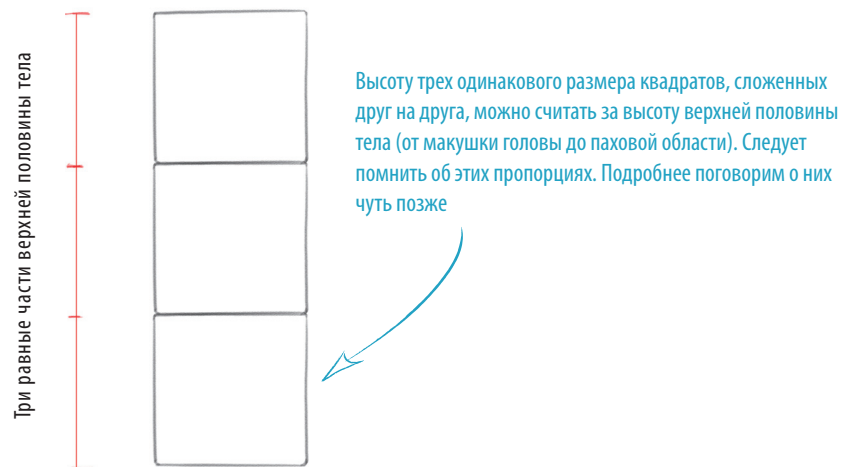 Три равные части верхней половины тела
Высоту трех одинакового размера квадратов, сложенных
друг на друга, можно считать за высоту верхней половины
тела (от макушки головы до паховой области). Следует
помнить об этих пропорциях. Подробнее поговорим о них
чуть позже